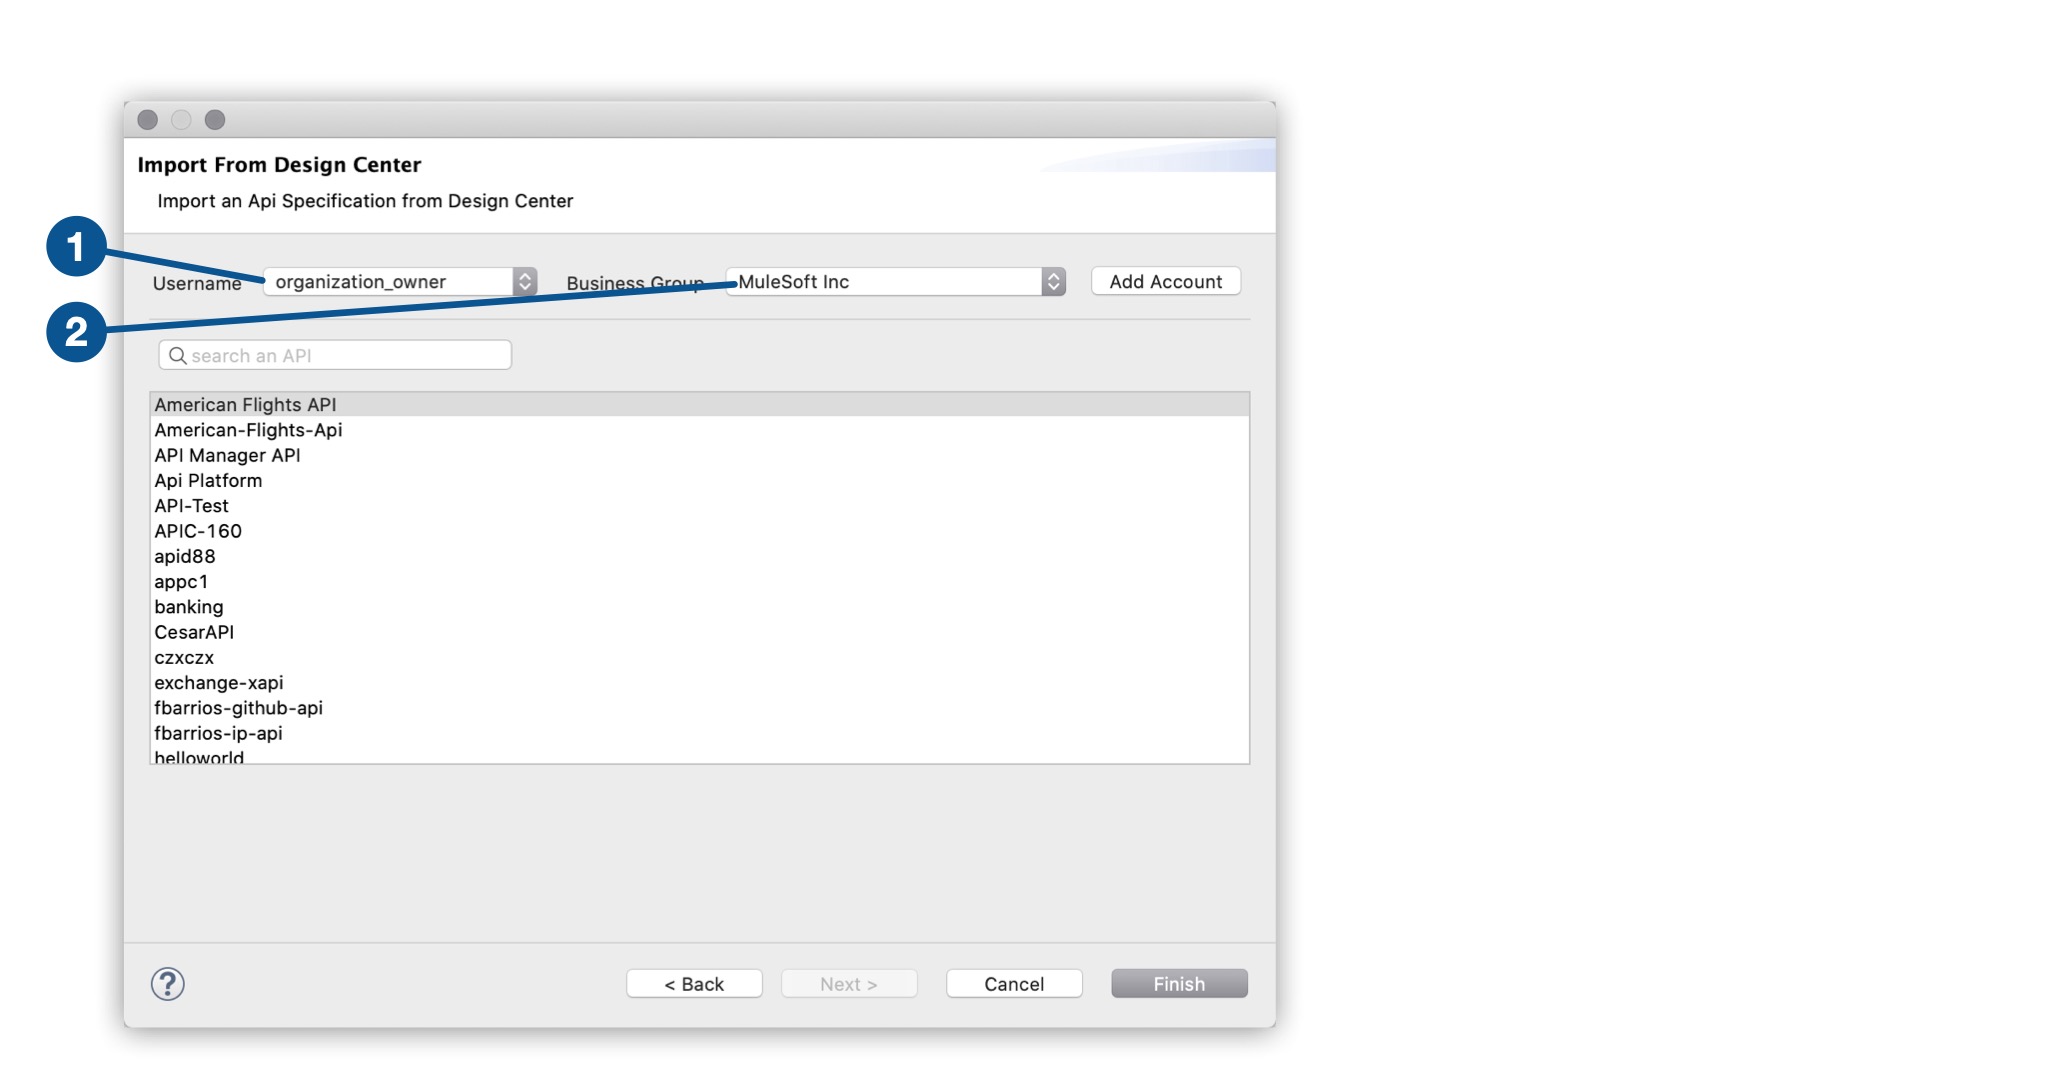 Import From Design Center
Import an Api Specification from Design Center
1
Username organization_owner Business Group MuleSoft Inc Add Account
2
search an API
American Flights API
American-Flights-Api
API Manager API
Api Platform
API-Test
APIC-160
apid88
appc1
banking
CesarAPI
czxczx
exchange-xapi
fbarrios-github-api
fbarrios-ip-api
helloworld
? < Back Next > Cancel Finish